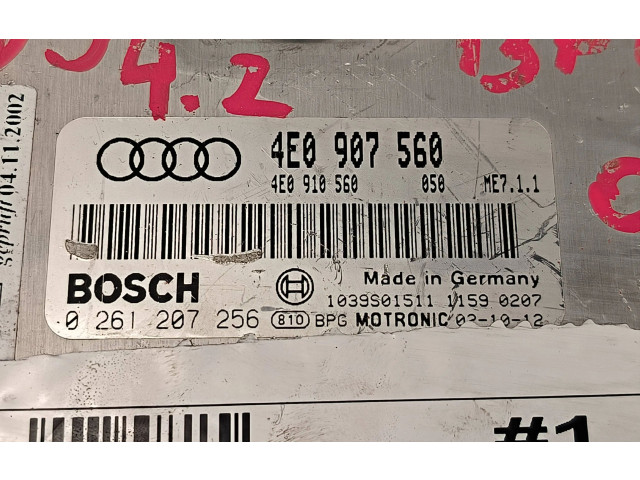 4.2
geprüft 04.11.2002
4E0 907 560
4E0 910 560 050 ME7.1.1
BOSCH
Made in Germany
1039S01511 1159 0207
0 261 207 256 810 BPG MOTRONIC 02-10-12
#1